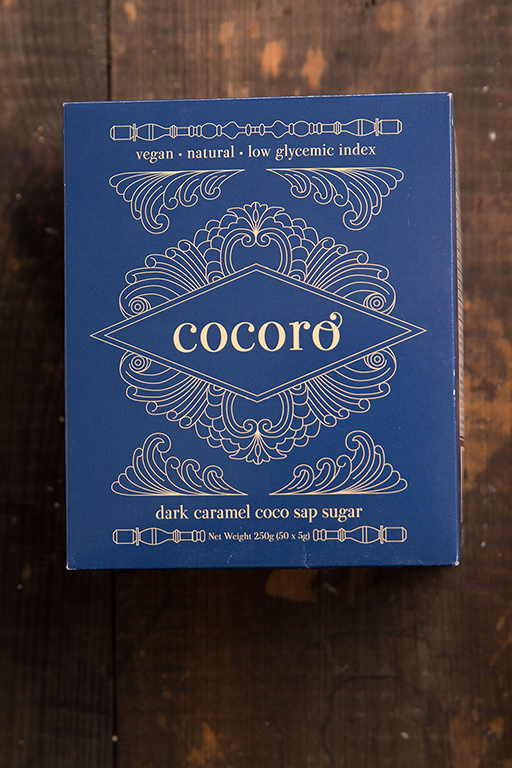 vegan • natural • low glycemic index
cocoro
dark caramel coco sap sugar
Net Weight 250g (50 x 5g)